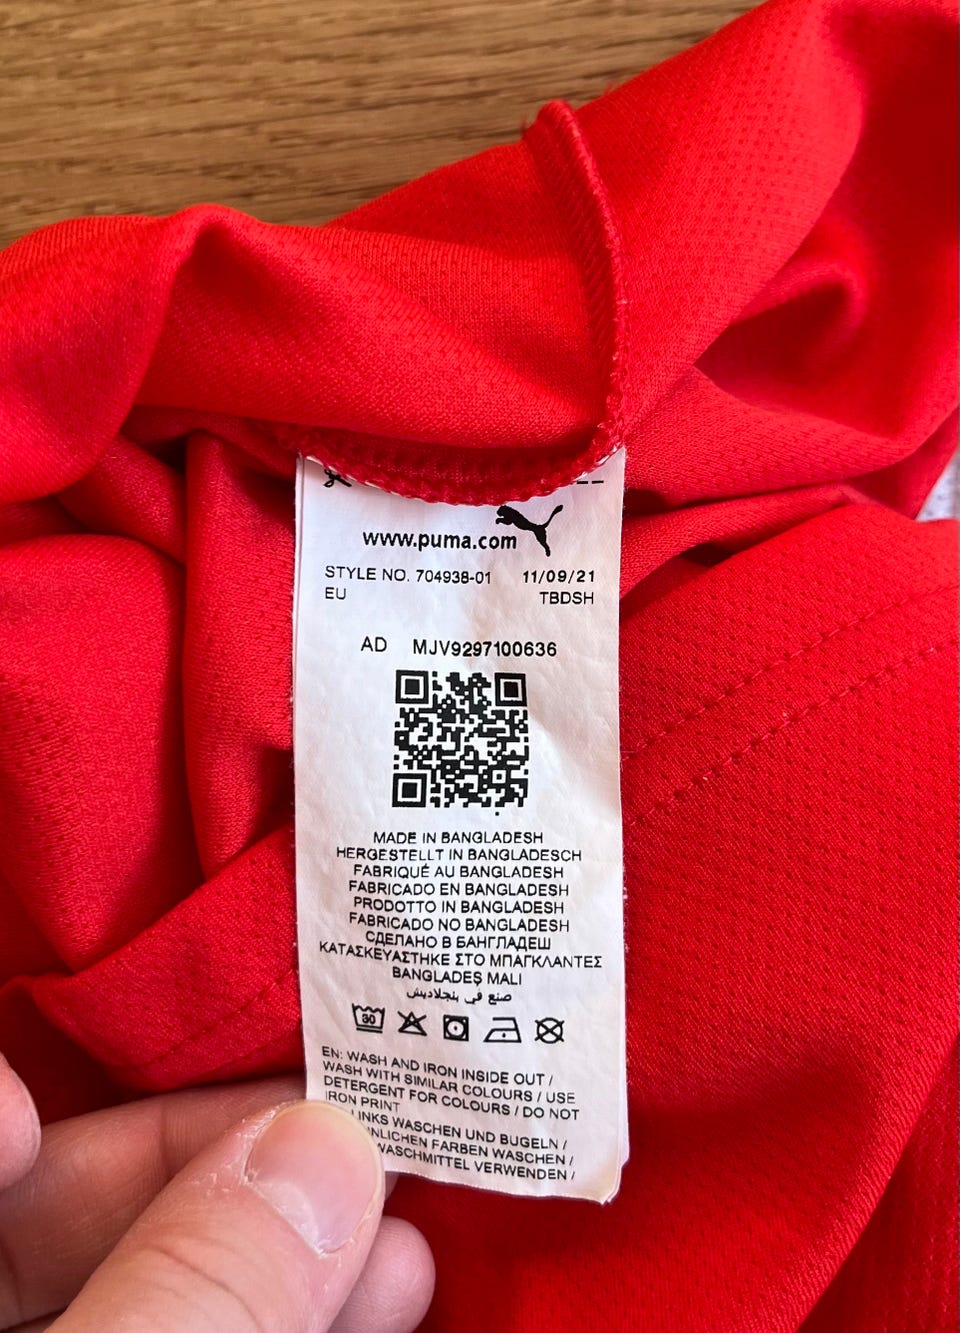 www.puma.com
STYLE NO. 704938-01 11/09/21
EU TBDSH
AD MJV9297100636
MADE IN BANGLADESH
HERGESTELLT IN BANGLADESCH
FABRIQUÉ AU BANGLADESH
FABRICADO EN BANGLADESH
PRODOTTO IN BANGLADESH
FABRICADO NO BANGLADESH
СДЕЛАНО В БАНГЛАДЕШ
ΚΑΤΑΣΚΕΥΑΣΤΗΚΕ ΣΤΟ ΜΠΑΓΚΛΑΝΤΕΣ
BANGLADEŞ MALI
صنع في بنجلاديش
30
EN: WASH AND IRON INSIDE OUT /
WASH WITH SIMILAR COLOURS / USE
DETERGENT FOR COLOURS / DO NOT
IRON PRINT
LINKS WASCHEN UND BUGELN /
FARBEN WASCHEN /
WASCHMITTEL VERWENDEN /